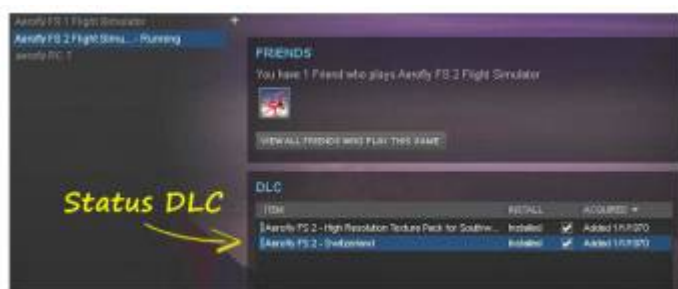 Aerofly FS 1 Flight Simulator
Aerofly FS 2 Flight Simu... - Running
aerofly RC 7
FRIENDS
You have 1 Friend who plays Aerofly FS 2 Flight Simulator
VIEW ALL FRIENDS WHO PLAY THIS GAME
Status DLC
DLC
ITEM INSTALL ACQUIRED
Aerofly FS 2 - High Resolution Texture Pack for Southw... Installed Added 1/1/1970
Aerofly FS 2 - Switzerland Installed Added 1/1/1970